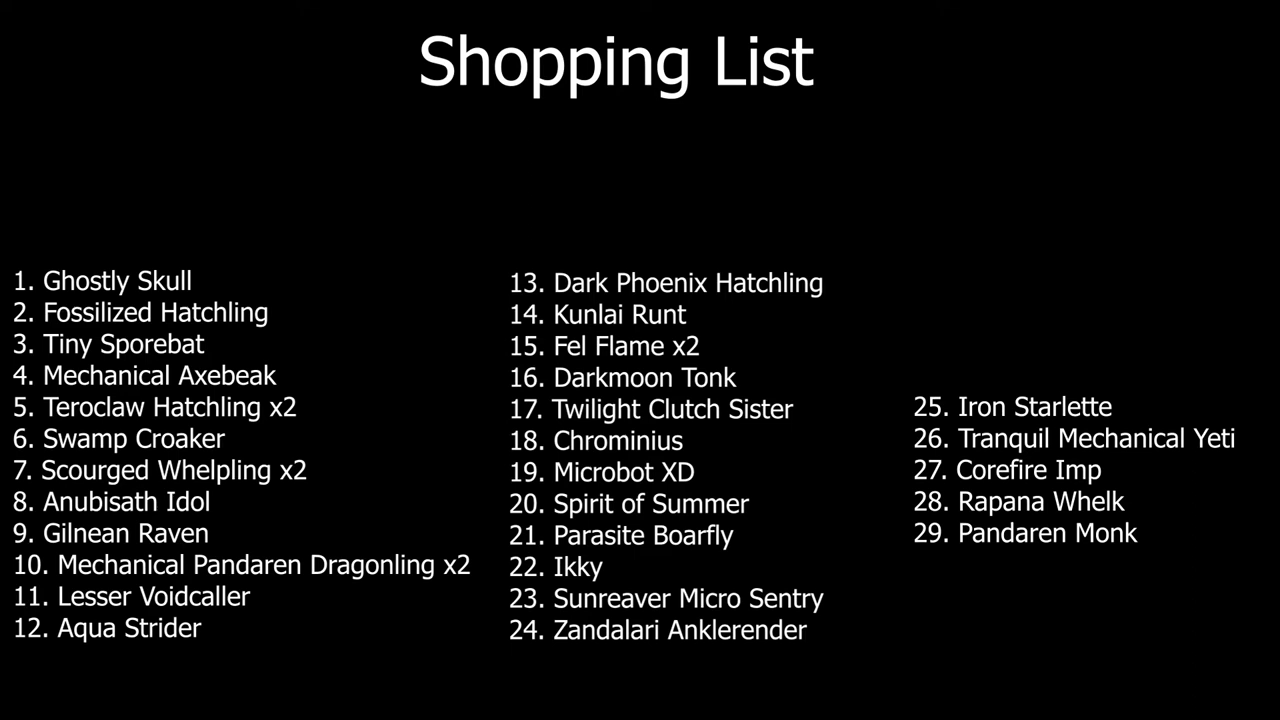 Shopping List
1. Ghostly Skull
2. Fossilized Hatchling
3. Tiny Sporebat
4. Mechanical Axebeak
5. Teroclaw Hatchling x2
6. Swamp Croaker
7. Scourged Whelpling x2
8. Anubisath Idol
9. Gilnean Raven
10. Mechanical Pandaren Dragonling x2
11. Lesser Voidcaller
12. Aqua Strider
13. Dark Phoenix Hatchling
14. Kunlai Runt
15. Fel Flame x2
16. Darkmoon Tonk
17. Twilight Clutch Sister
18. Chrominius
19. Microbot XD
20. Spirit of Summer
21. Parasite Boarfly
22. Ikky
23. Sunreaver Micro Sentry
24. Zandalari Anklerender
25. Iron Starlette
26. Tranquil Mechanical Yeti
27. Corefire Imp
28. Rapana Whelk
29. Pandaren Monk